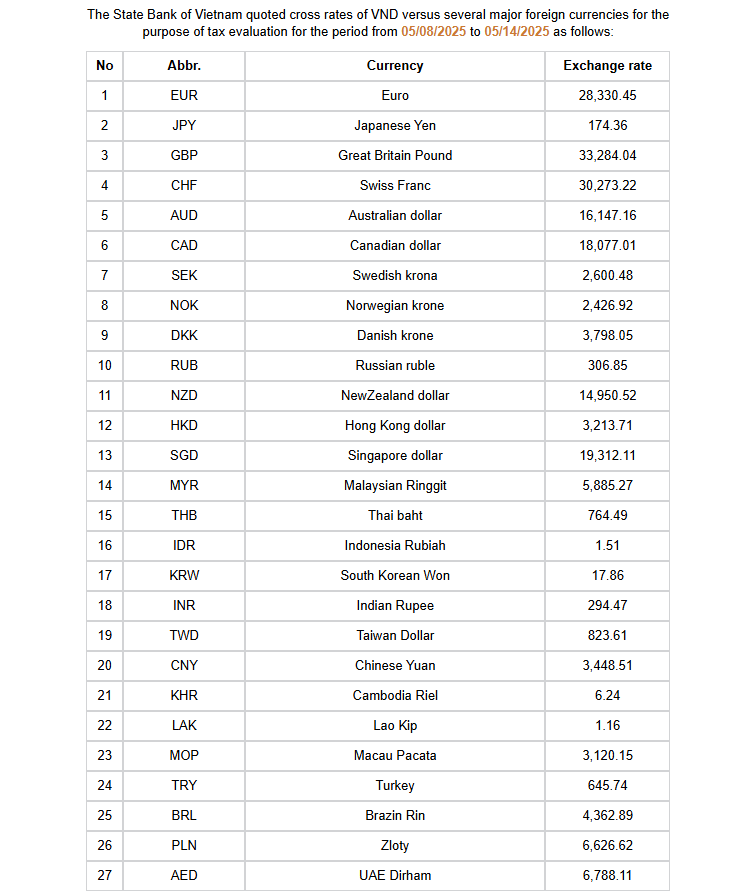 The State Bank of Vietnam quoted cross rates of VND versus several major foreign currencies for the
purpose of tax evaluation for the period from 05/08/2025 to 05/14/2025 as follows:
No Abbr. Currency Exchange rate
1 EUR Euro 28,330.45
2 JPY Japanese Yen 174.36
3 GBP Great Britain Pound 33,284.04
4 CHF Swiss Franc 30,273.22
5 AUD Australian dollar 16,147.16
6 CAD Canadian dollar 18,077.01
7 SEK Swedish krona 2,600.48
8 NOK Norwegian krone 2,426.92
9 DKK Danish krone 3,798.05
10 RUB Russian ruble 306.85
11 NZD NewZealand dollar 14,950.52
12 HKD Hong Kong dollar 3,213.71
13 SGD Singapore dollar 19,312.11
14 MYR Malaysian Ringgit 5,885.27
15 THB Thai baht 764.49
16 IDR Indonesia Rubiah 1.51
17 KRW South Korean Won 17.86
18 INR Indian Rupee 294.47
19 TWD Taiwan Dollar 823.61
20 CNY Chinese Yuan 3,448.51
21 KHR Cambodia Riel 6.24
22 LAK Lao Kip 1.16
23 MOP Macau Pacata 3,120.15
24 TRY Turkey 645.74
25 BRL Brazin Rin 4,362.89
26 PLN Zloty 6,626.62
27 AED UAE Dirham 6,788.11